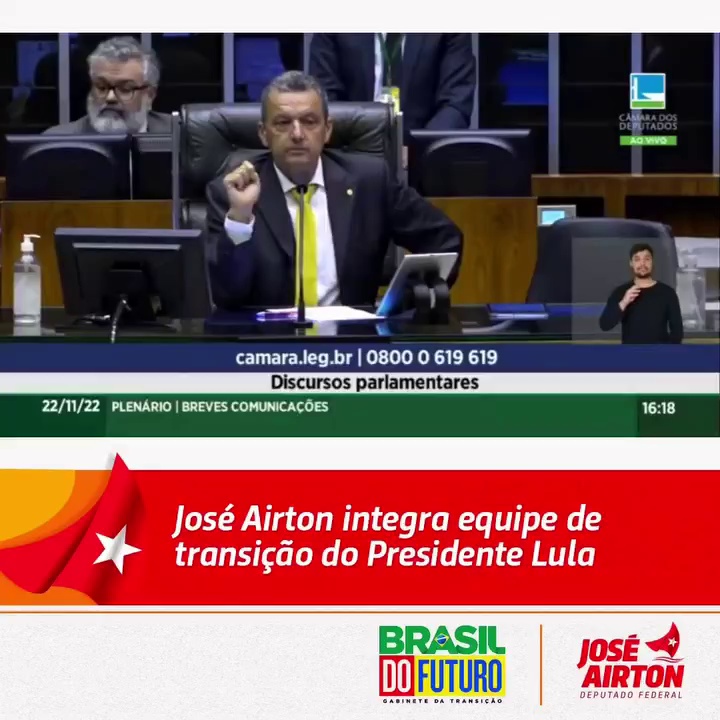 CÂMARA DOS
DEPUTADOS
AO VIVO
camara.leg.br | 0800 0 619 619
Discursos parlamentares
22/11/22 PLENÁRIO | BREVES COMUNICAÇÕES 16:18
José Airton integra equipe de
transição do Presidente Lula
BRASIL
DO FUTURO
GABINETE DA TRANSIÇÃO
JOSÉ
AIRTON
DEPUTADO FEDERAL